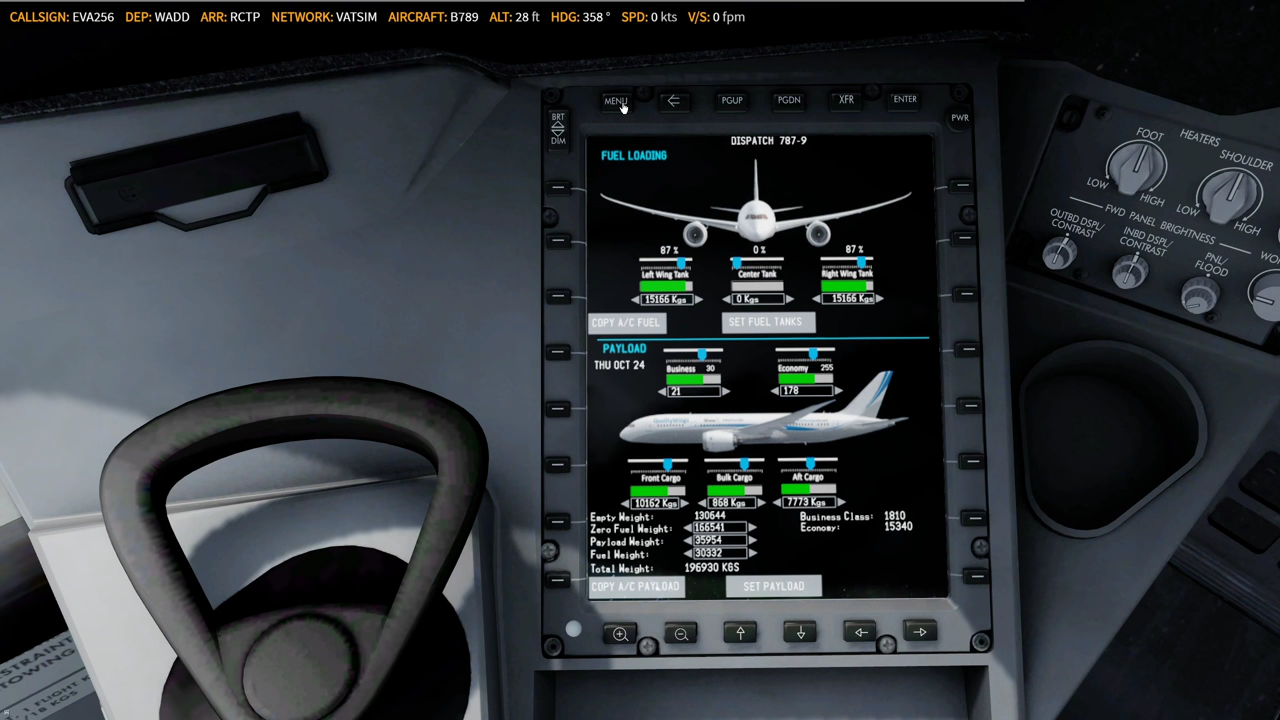 CALLSIGN: EVA256 DEP: WADD ARR: RCTP NETWORK: VATSIM AIRCRAFT: B789 ALT: 28 ft HDG: 358 ° SPD: 0 kts V/S: 0 fpm
MENU PGUP PGDN XFR ENTER
BRT
DIM
PWR
DISPATCH 787-9
FUEL LOADING
87 % 0 % 87 %
Left Wing Tank Center Tank Right Wing Tank
15166 Kgs 0 Kgs 15166 Kgs
COPY A/C FUEL SET FUEL TANKS
PAYLOAD
THU OCT 24
Business 30 Economy 255
21 178
Front Cargo Bulk Cargo Aft Cargo
10162 Kgs 868 Kgs 7773 Kgs
Empty Weight: 130644 Business Class: 1810
Zero Fuel Weight: 166541 Economy: 15340
Payload Weight: 35954
Fuel Weight: 30332
Total Weight: 196930 KGS
COPY A/C PAYLOAD SET PAYLOAD
HEATERS
FOOT SHOULDER
LOW HIGH LOW HIGH
FWD PANEL BRIGHTNESS
OUTBD DSPL/
CONTRAST
INBD DSPL/
CONTRAST
PNL/
FLOOD
TOWING